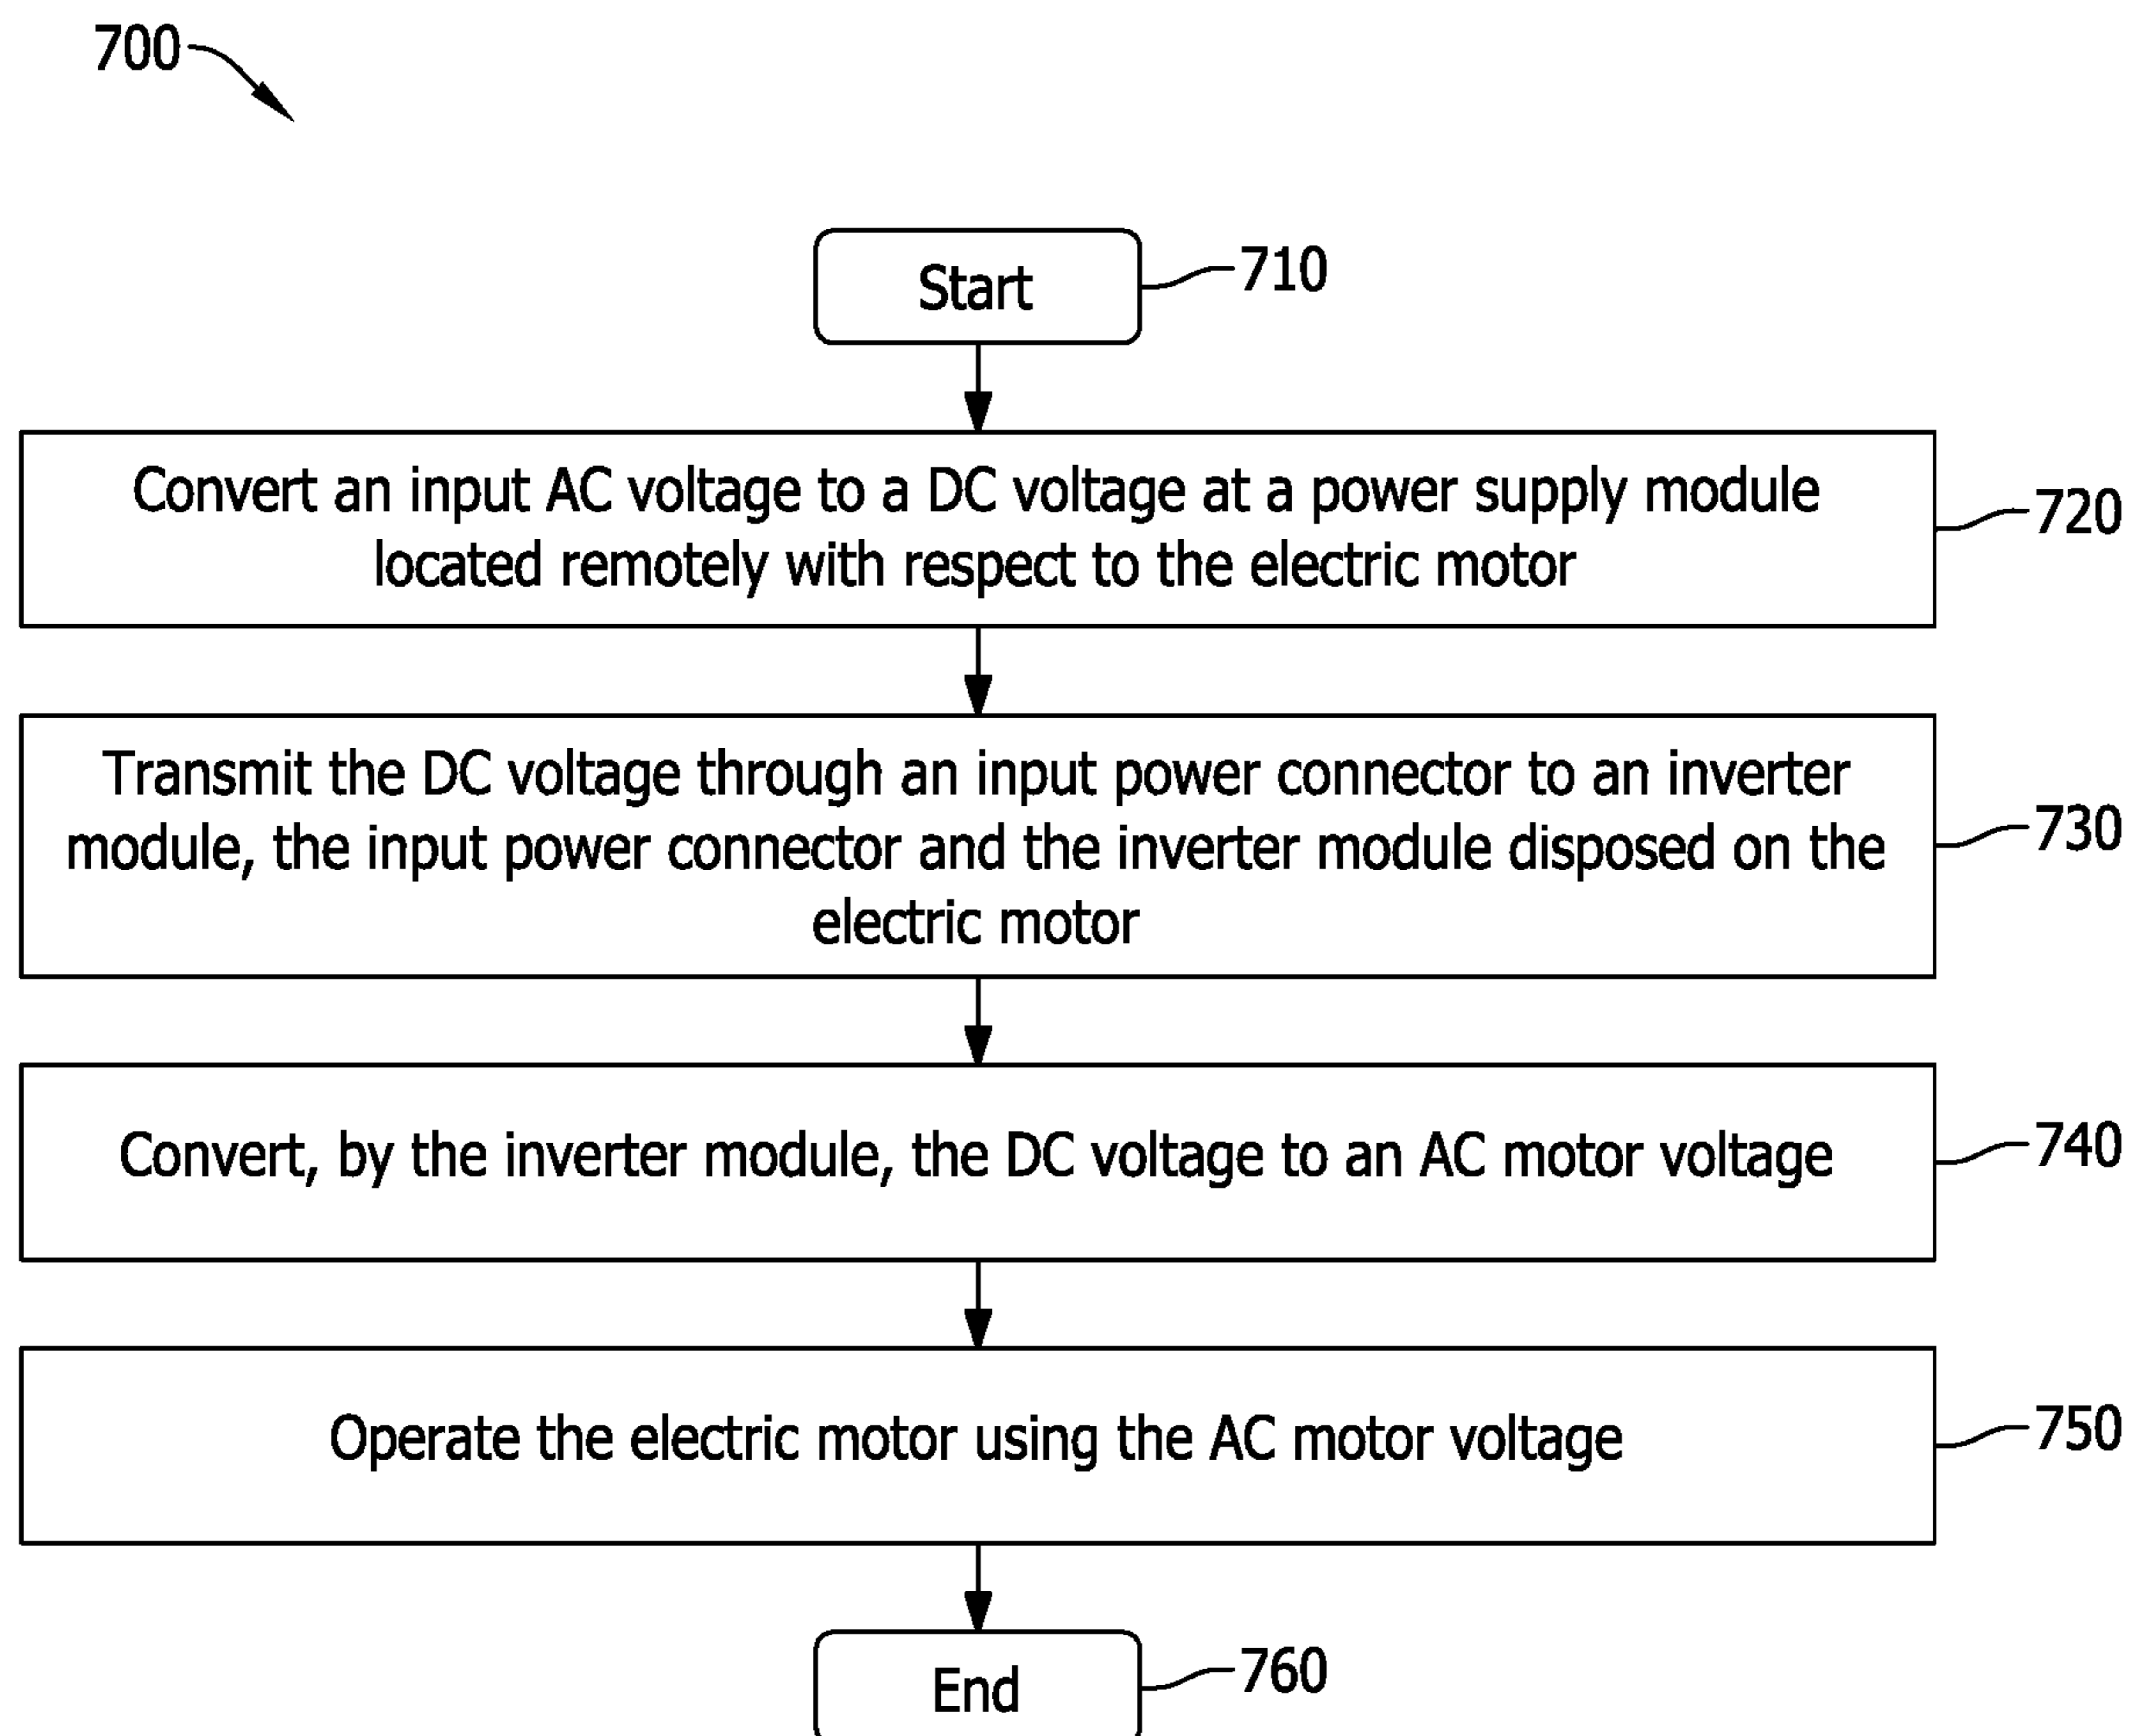 700
Start
710
Convert an input AC voltage to a DC voltage at a power supply module
located remotely with respect to the electric motor
720
Transmit the DC voltage through an input power connector to an inverter
module, the input power connector and the inverter module disposed on the
electric motor
730
Convert, by the inverter module, the DC voltage to an AC motor voltage
740
Operate the electric motor using the AC motor voltage
750
End
760